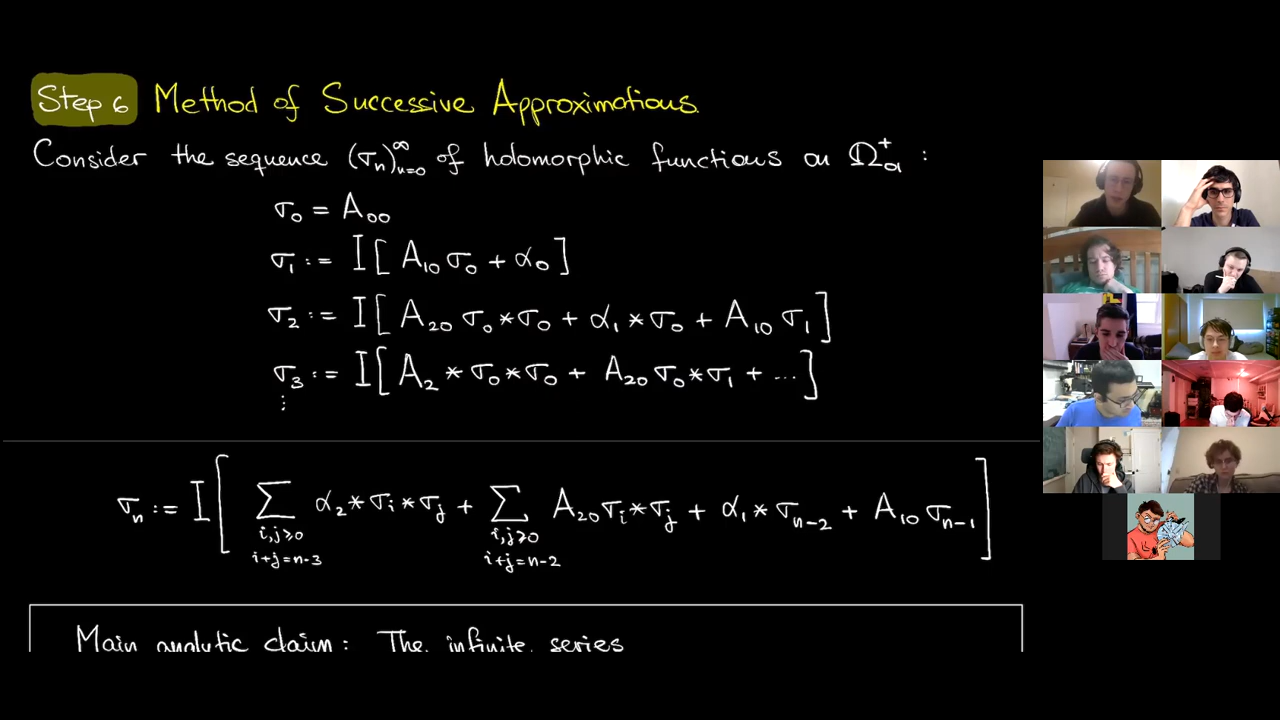 Step 6 Method of Successive Approximations.
Consider the sequence (σₙ)ₙ₌₀^∞ of holomorphic functions on Ωₐ⁺ :
σ₀ = A₀₀
σ₁ := I[ A₁₀ σ₀ + α₀ ]
σ₂ := I[ A₂₀ σ₀ * σ₀ + α₁ * σ₀ + A₁₀ σ₁ ]
σ₃ := I[ A₂ * σ₀ * σ₀ + A₂₀ σ₀ * σ₁ + ... ]
⋮
σₙ := I[ ∑_{i,j≥0, i+j=n-3} α₂ * σᵢ * σⱼ + ∑_{i,j≥0, i+j=n-2} A₂₀ σᵢ * σⱼ + α₁ * σₙ₋₂ + A₁₀ σₙ₋₁ ]
Main analytic claim: The infinite series